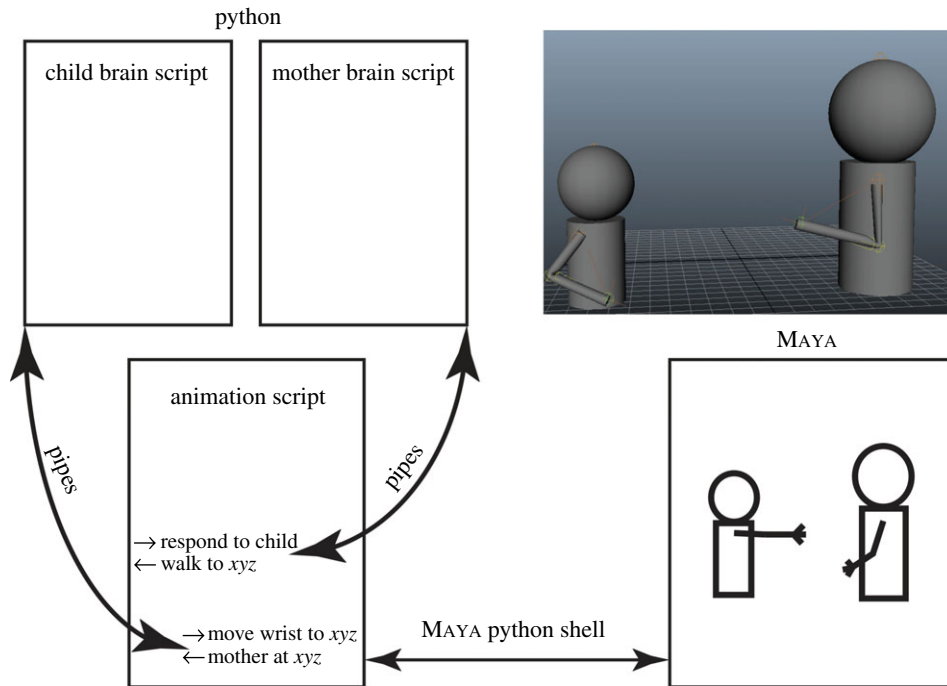 python
child brain script
mother brain script
MAYA
animation script
pipes
pipes
→ respond to child
← walk to xyz
→ move wrist to xyz
← mother at xyz
MAYA python shell